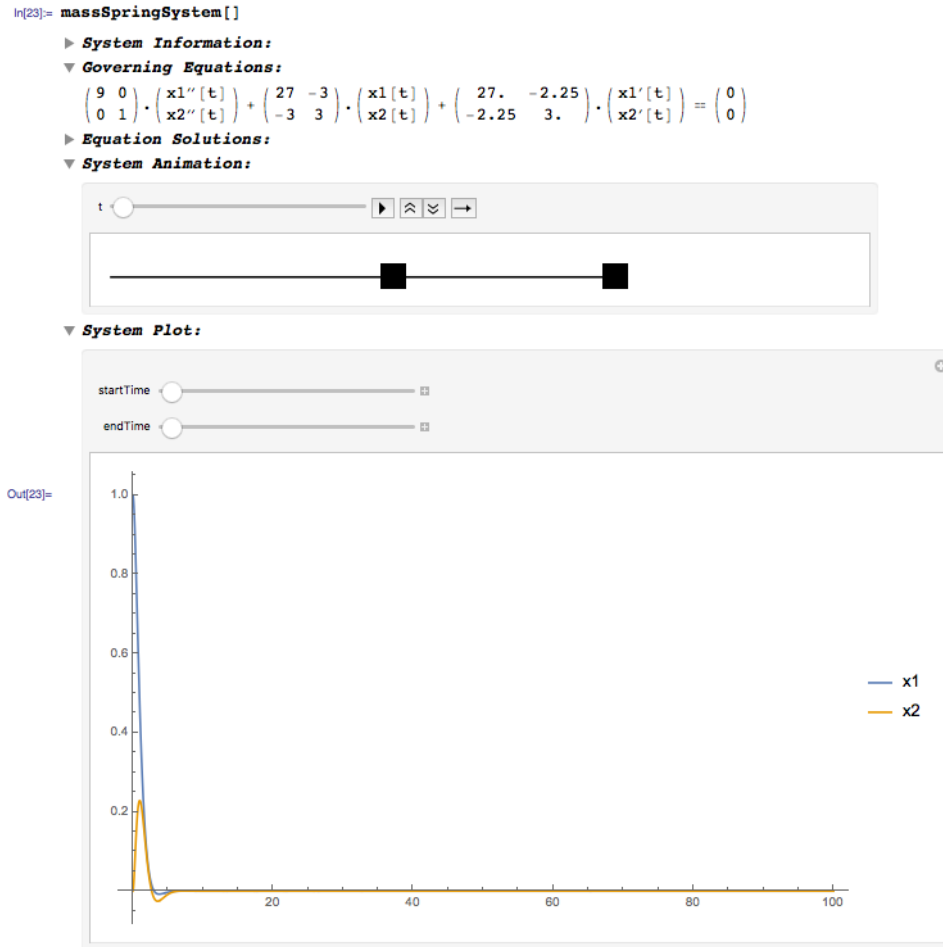 In[23]:= massSpringSystem[]
System Information:
Governing Equations:
(9 0) . (x1′′[t]) + (27 -3) . (x1[t]) + (27. -2.25) . (x1′[t]) == (0)
(0 1) (x2′′[t]) (-3 3) (x2[t]) (-2.25 3.) (x2′[t]) (0)
Equation Solutions:
System Animation:
t
System Plot:
startTime
endTime
Out[23]=
1.0
0.8
0.6
0.4
0.2
20 40 60 80 100
x1
x2